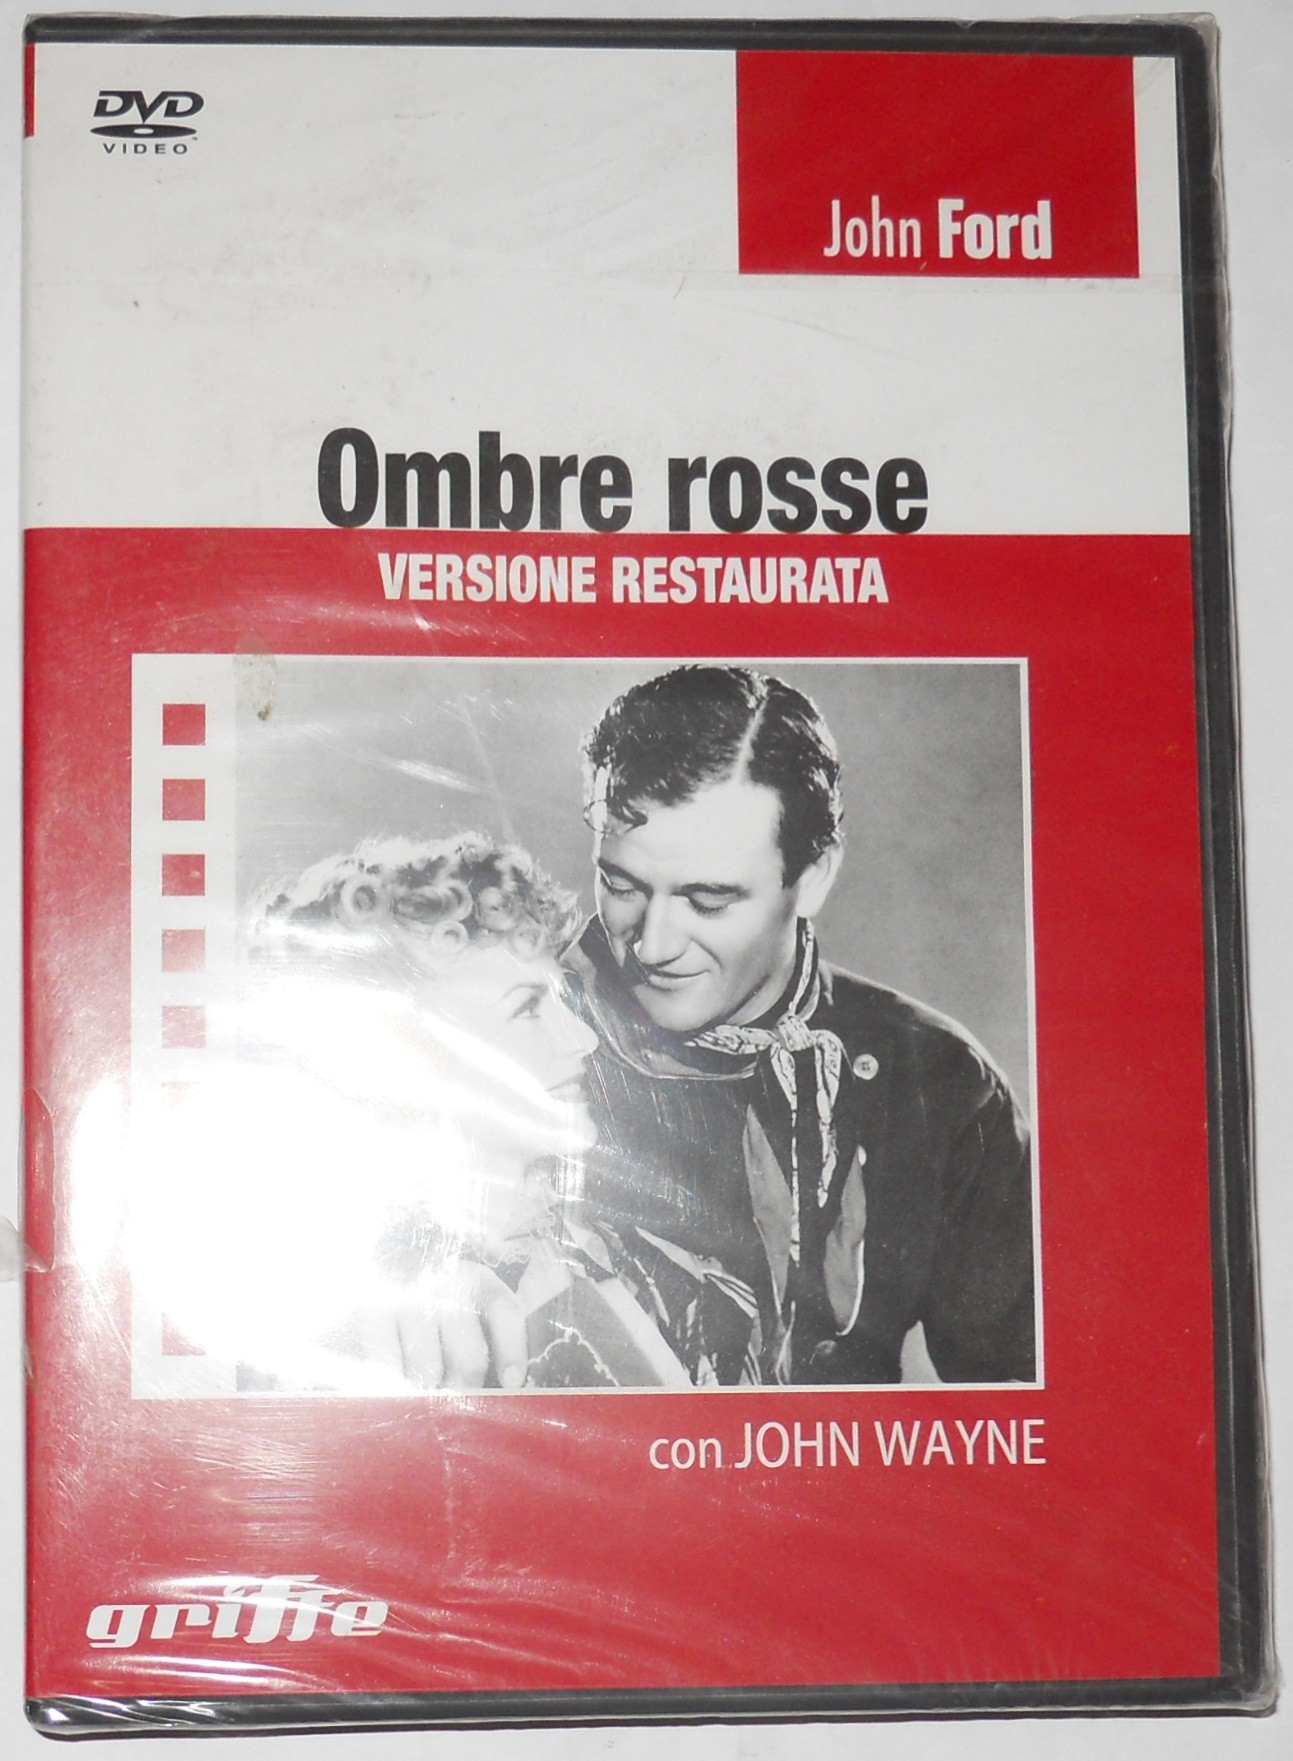 DVD
VIDEO
John Ford
Ombre rosse
VERSIONE RESTAURATA
con JOHN WAYNE
griffe